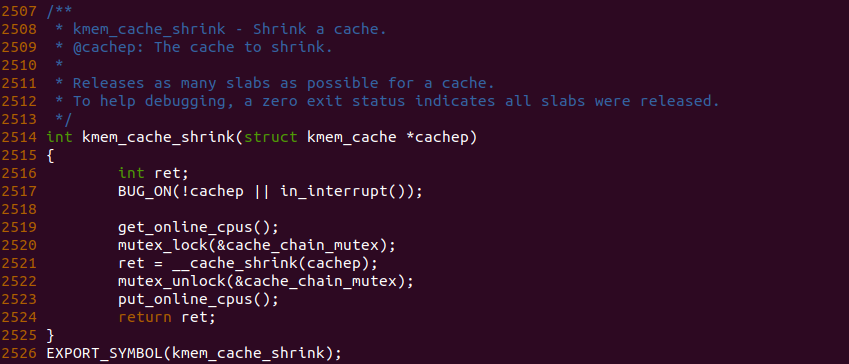 2507 /**
2508  * kmem_cache_shrink - Shrink a cache.
2509  * @cachep: The cache to shrink.
2510  *
2511  * Releases as many slabs as possible for a cache.
2512  * To help debugging, a zero exit status indicates all slabs were released.
2513  */
2514 int kmem_cache_shrink(struct kmem_cache *cachep)
2515 {
2516         int ret;
2517         BUG_ON(!cachep || in_interrupt());
2518
2519         get_online_cpus();
2520         mutex_lock(&cache_chain_mutex);
2521         ret = __cache_shrink(cachep);
2522         mutex_unlock(&cache_chain_mutex);
2523         put_online_cpus();
2524         return ret;
2525 }
2526 EXPORT_SYMBOL(kmem_cache_shrink);